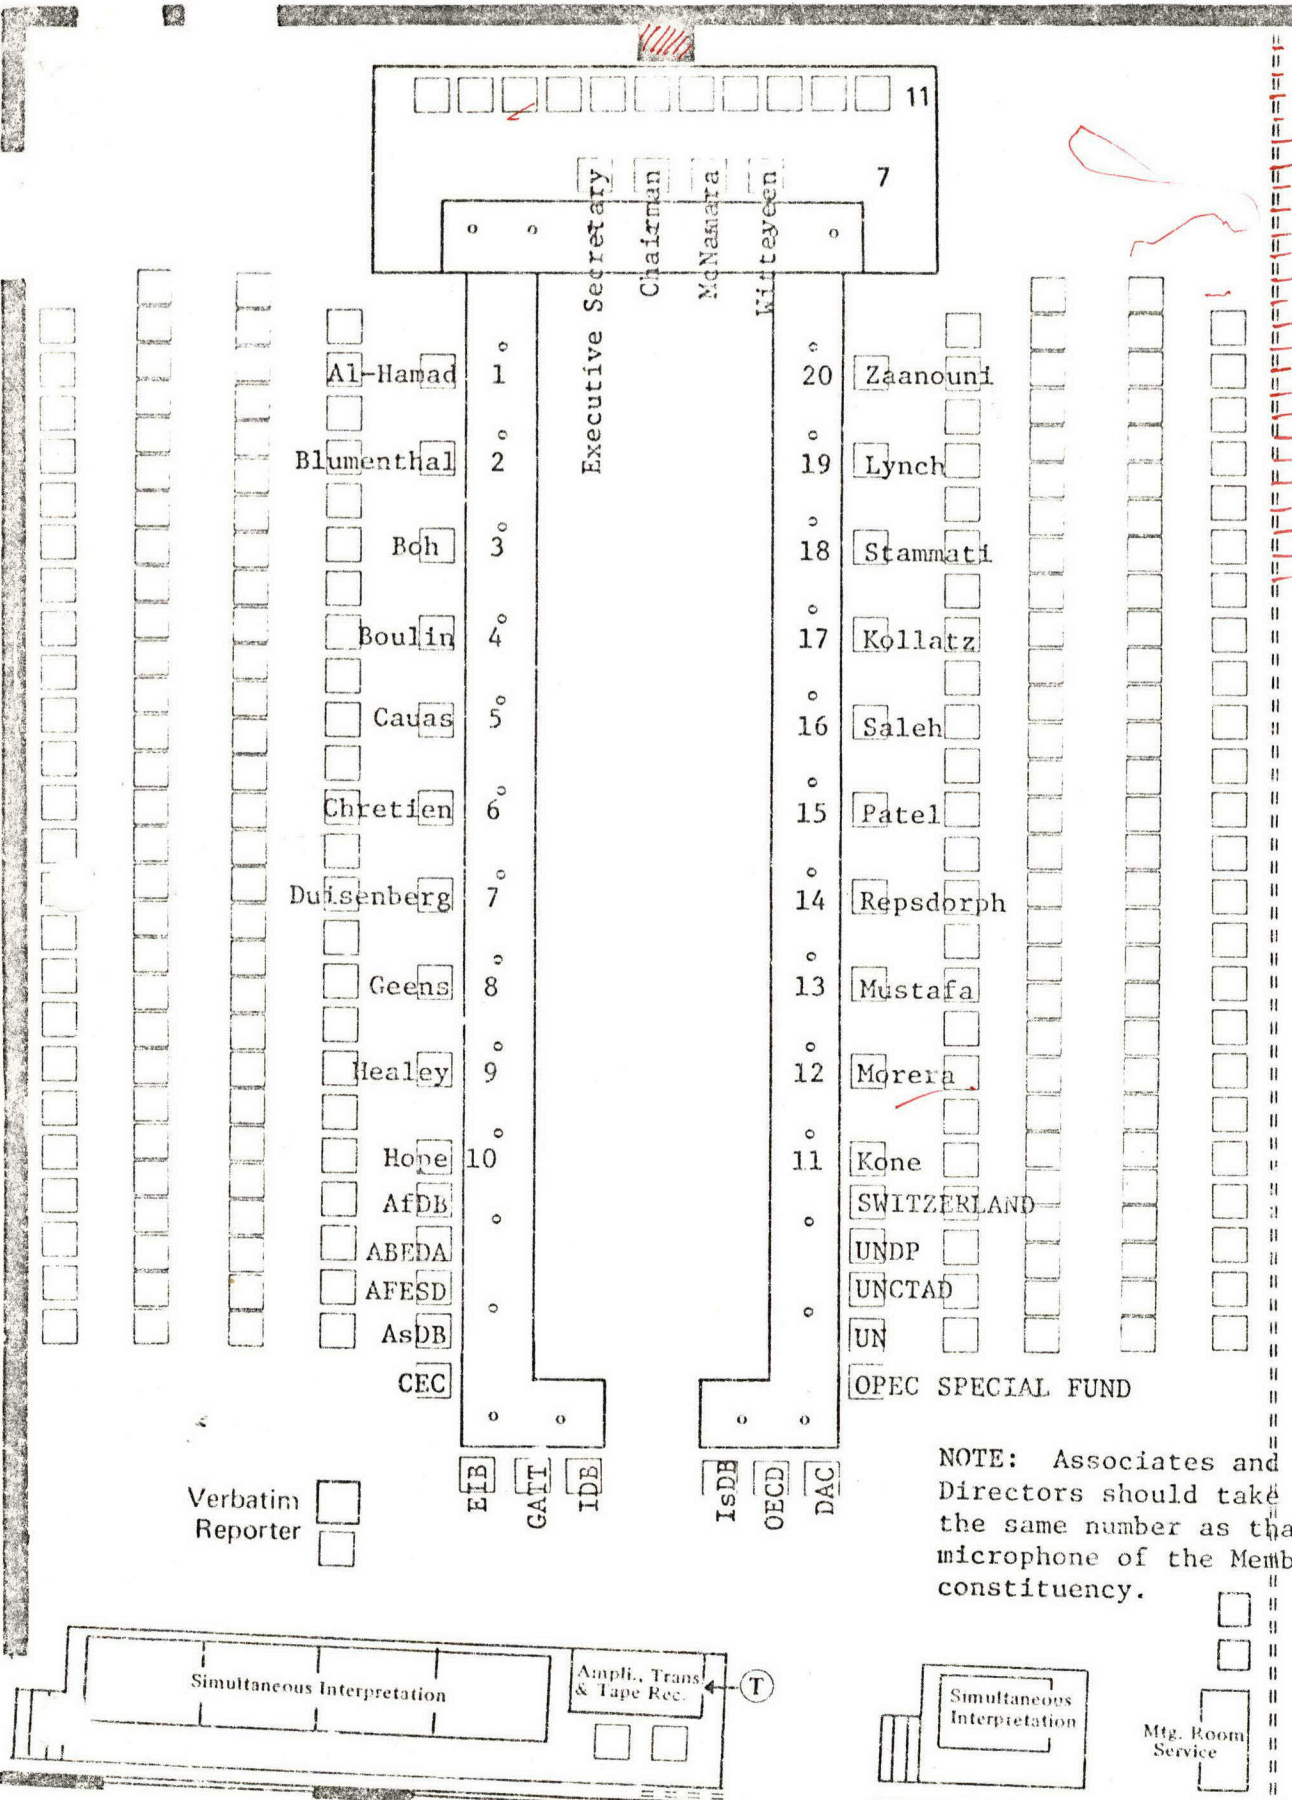 11
7
Executive Secretary
Chairman
McNamara
Witteveen
Al-Hamad 1
Blumenthal 2
Boh 3
Boulin 4
Cauas 5
Chretien 6
Duisenberg 7
Geens 8
Healey 9
Hope 10
AfDB
ABEDA
AFESD
AsDB
CEC
20 Zaanouni
19 Lynch
18 Stammati
17 Kollatz
16 Saleh
15 Patel
14 Repsdorph
13 Mustafa
12 Morera
11 Kone
SWITZERLAND
UNDP
UNCTAD
UN
OPEC SPECIAL FUND
EIB
GATT
IDB
IsDB
OECD
DAC
Verbatim
Reporter
NOTE: Associates and
Directors should take
the same number as tha
microphone of the Memb
constituency.
Simultaneous Interpretation
Ampli., Trans
& Tape Rec.
T
Simultaneous
Interpretation
Mtg. Room
Service